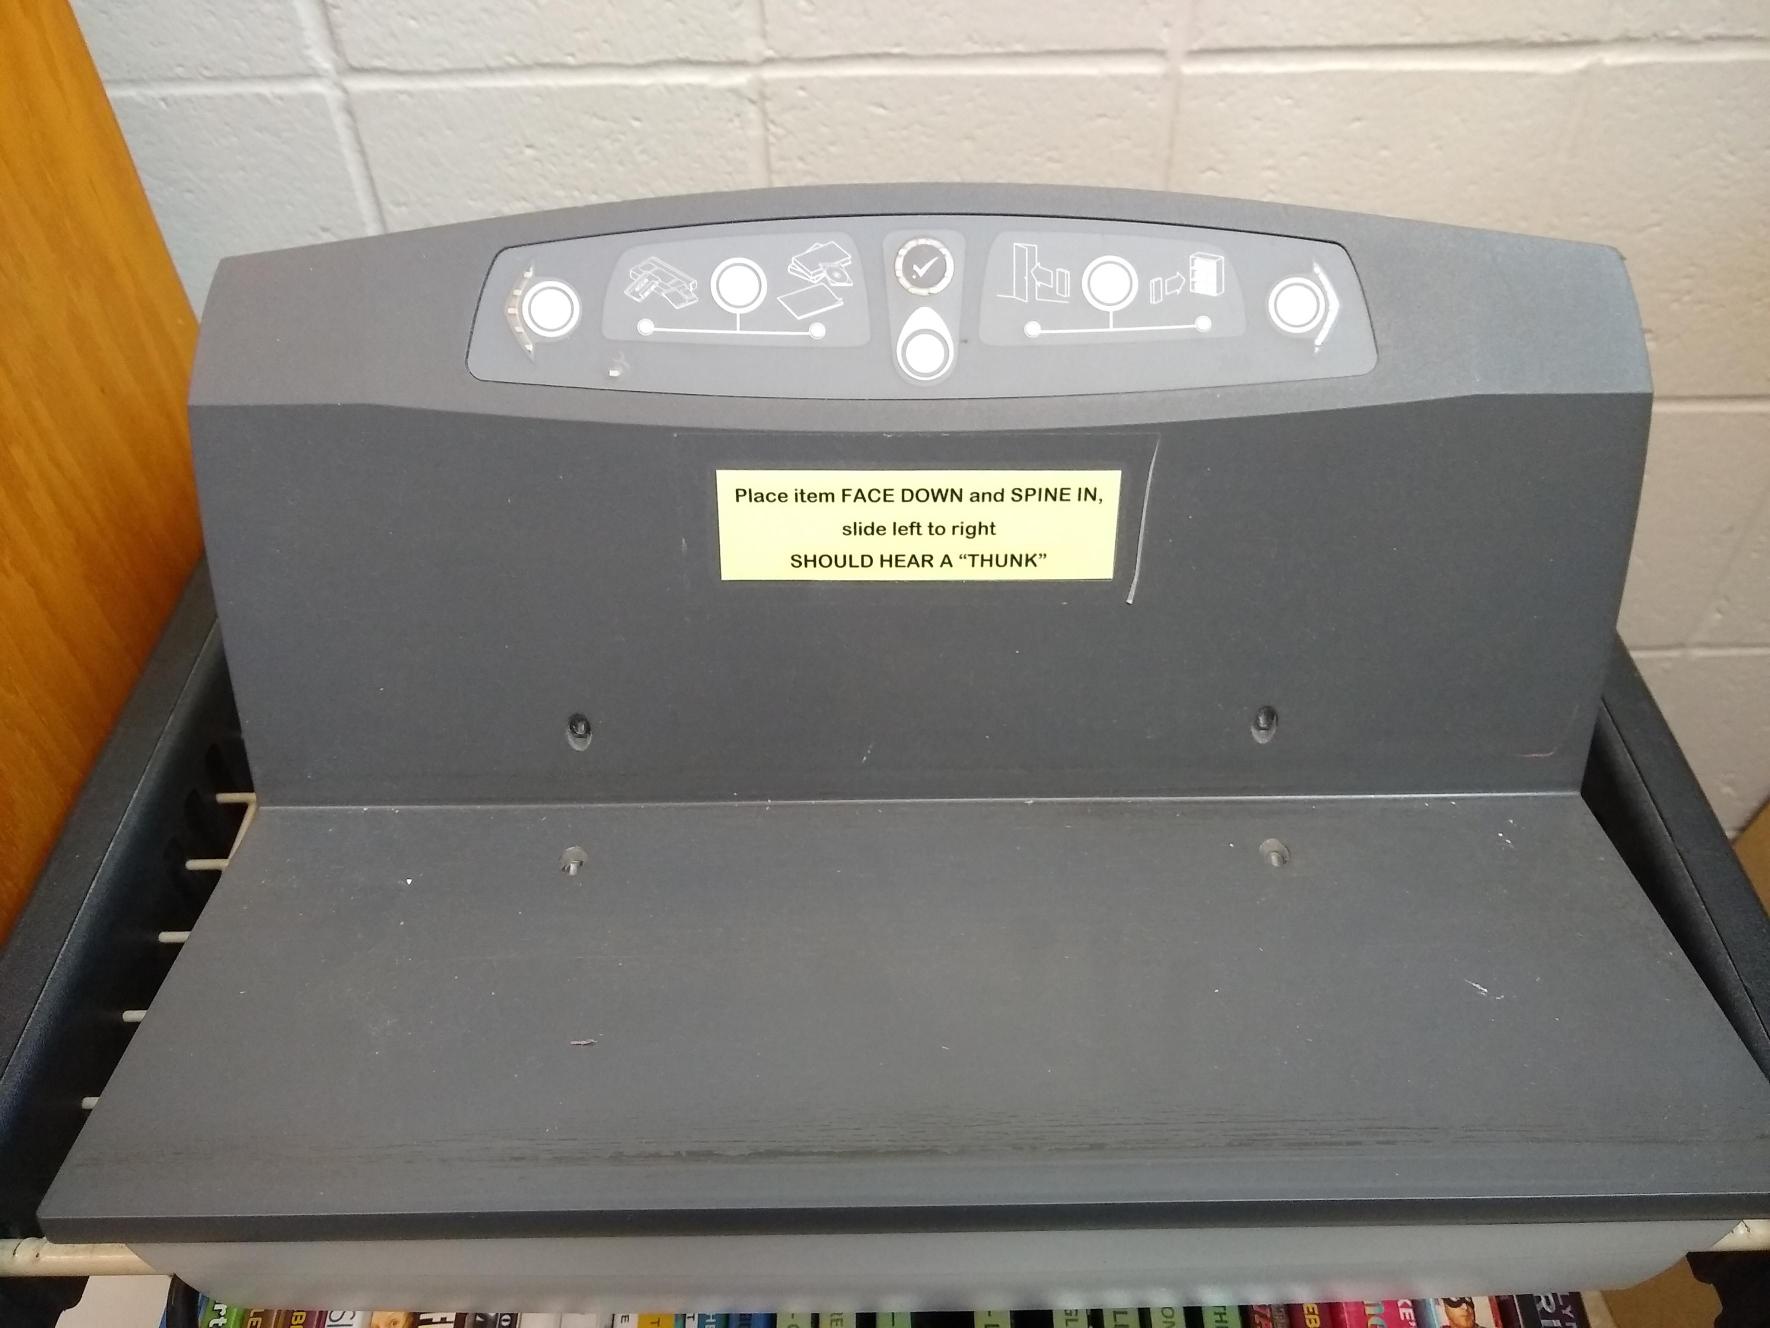 Place item FACE DOWN and SPINE IN,
slide left to right
SHOULD HEAR A “THUNK”